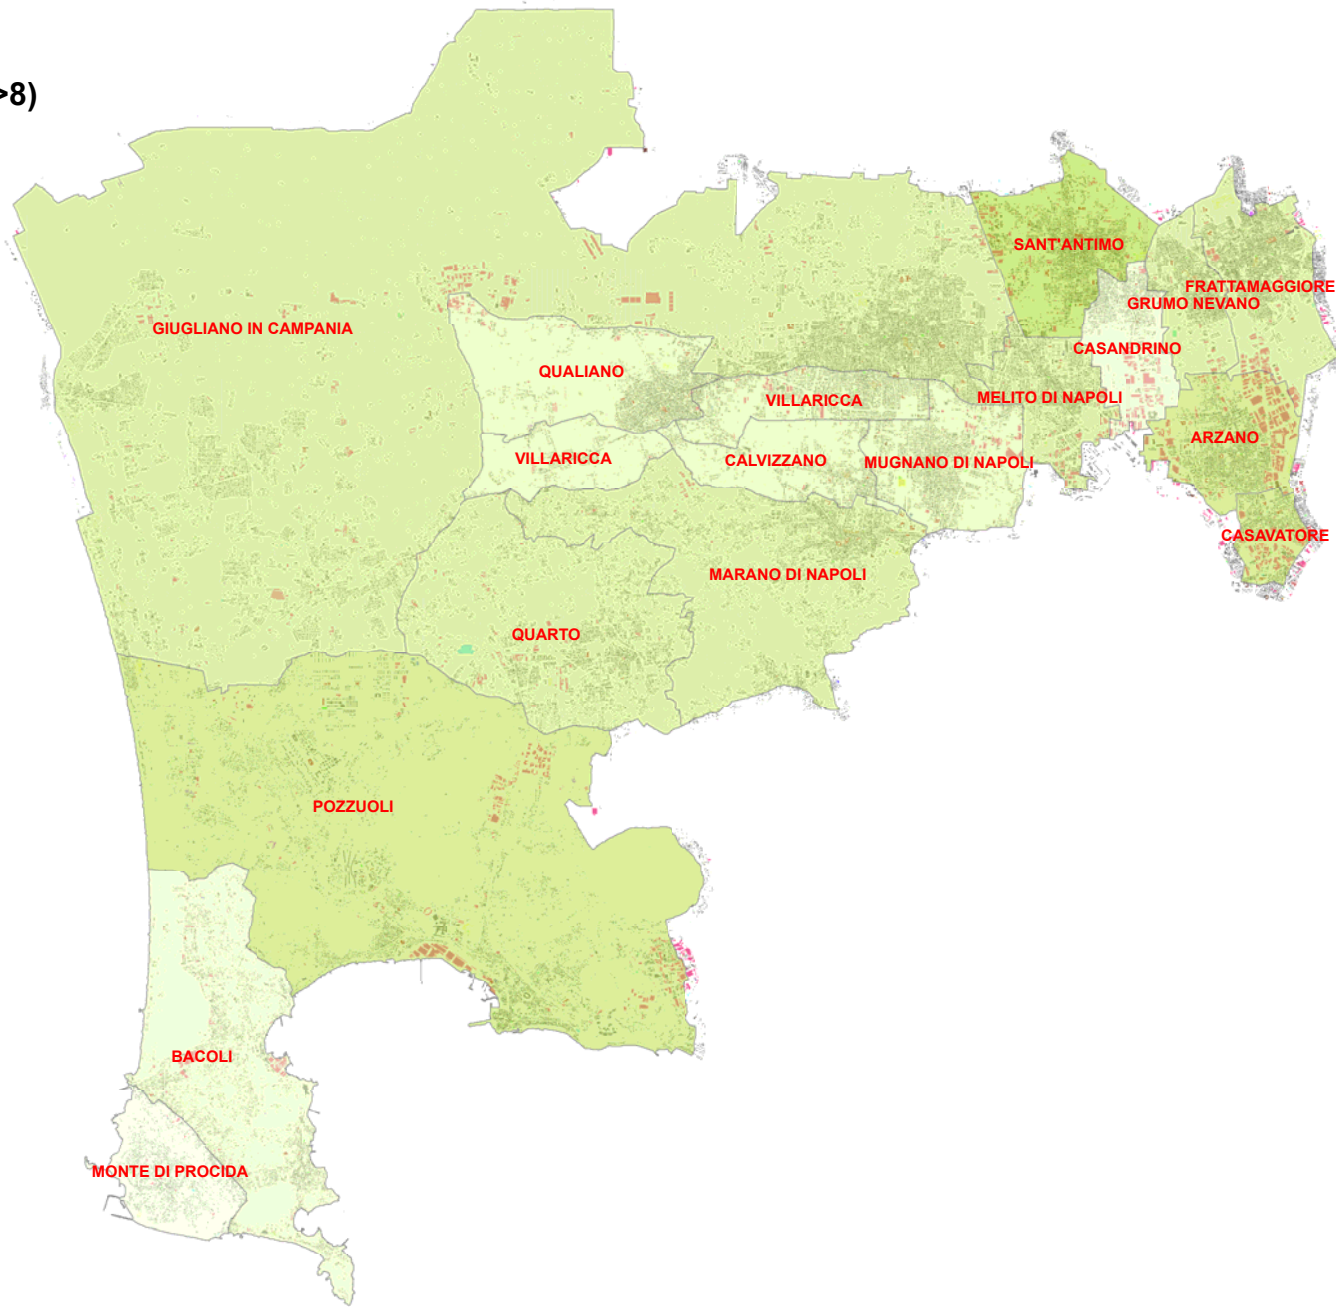 >8)
SANT'ANTIMO
FRATTAMAGGIORE
GRUMO NEVANO
GIUGLIANO IN CAMPANIA
CASANDRINO
QUALIANO
MELITO DI NAPOLI
VILLARICCA
ARZANO
VILLARICCA
CALVIZZANO
MUGNANO DI NAPOLI
CASAVATORE
MARANO DI NAPOLI
QUARTO
POZZUOLI
BACOLI
MONTE DI PROCIDA